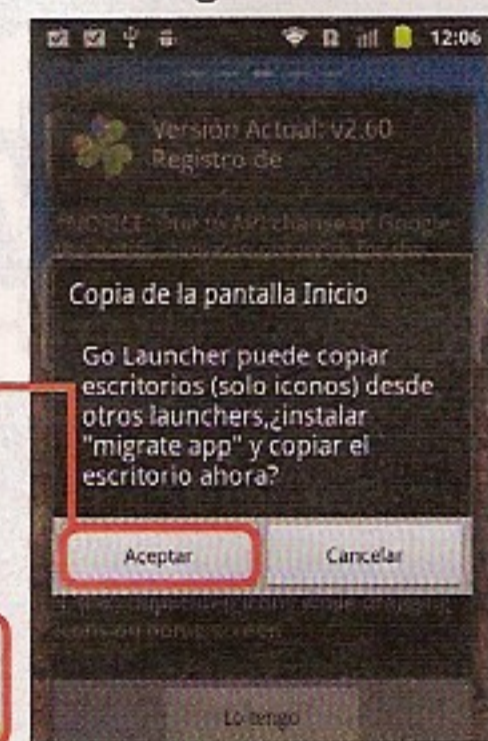 12:06
Versión Actual: v2.60
Registro de
Copia de la pantalla Inicio
Go Launcher puede copiar
escritorios (solo iconos) desde
otros launchers,¿instalar
"migrate app" y copiar el
escritorio ahora?
Aceptar Cancelar
Lo tengo